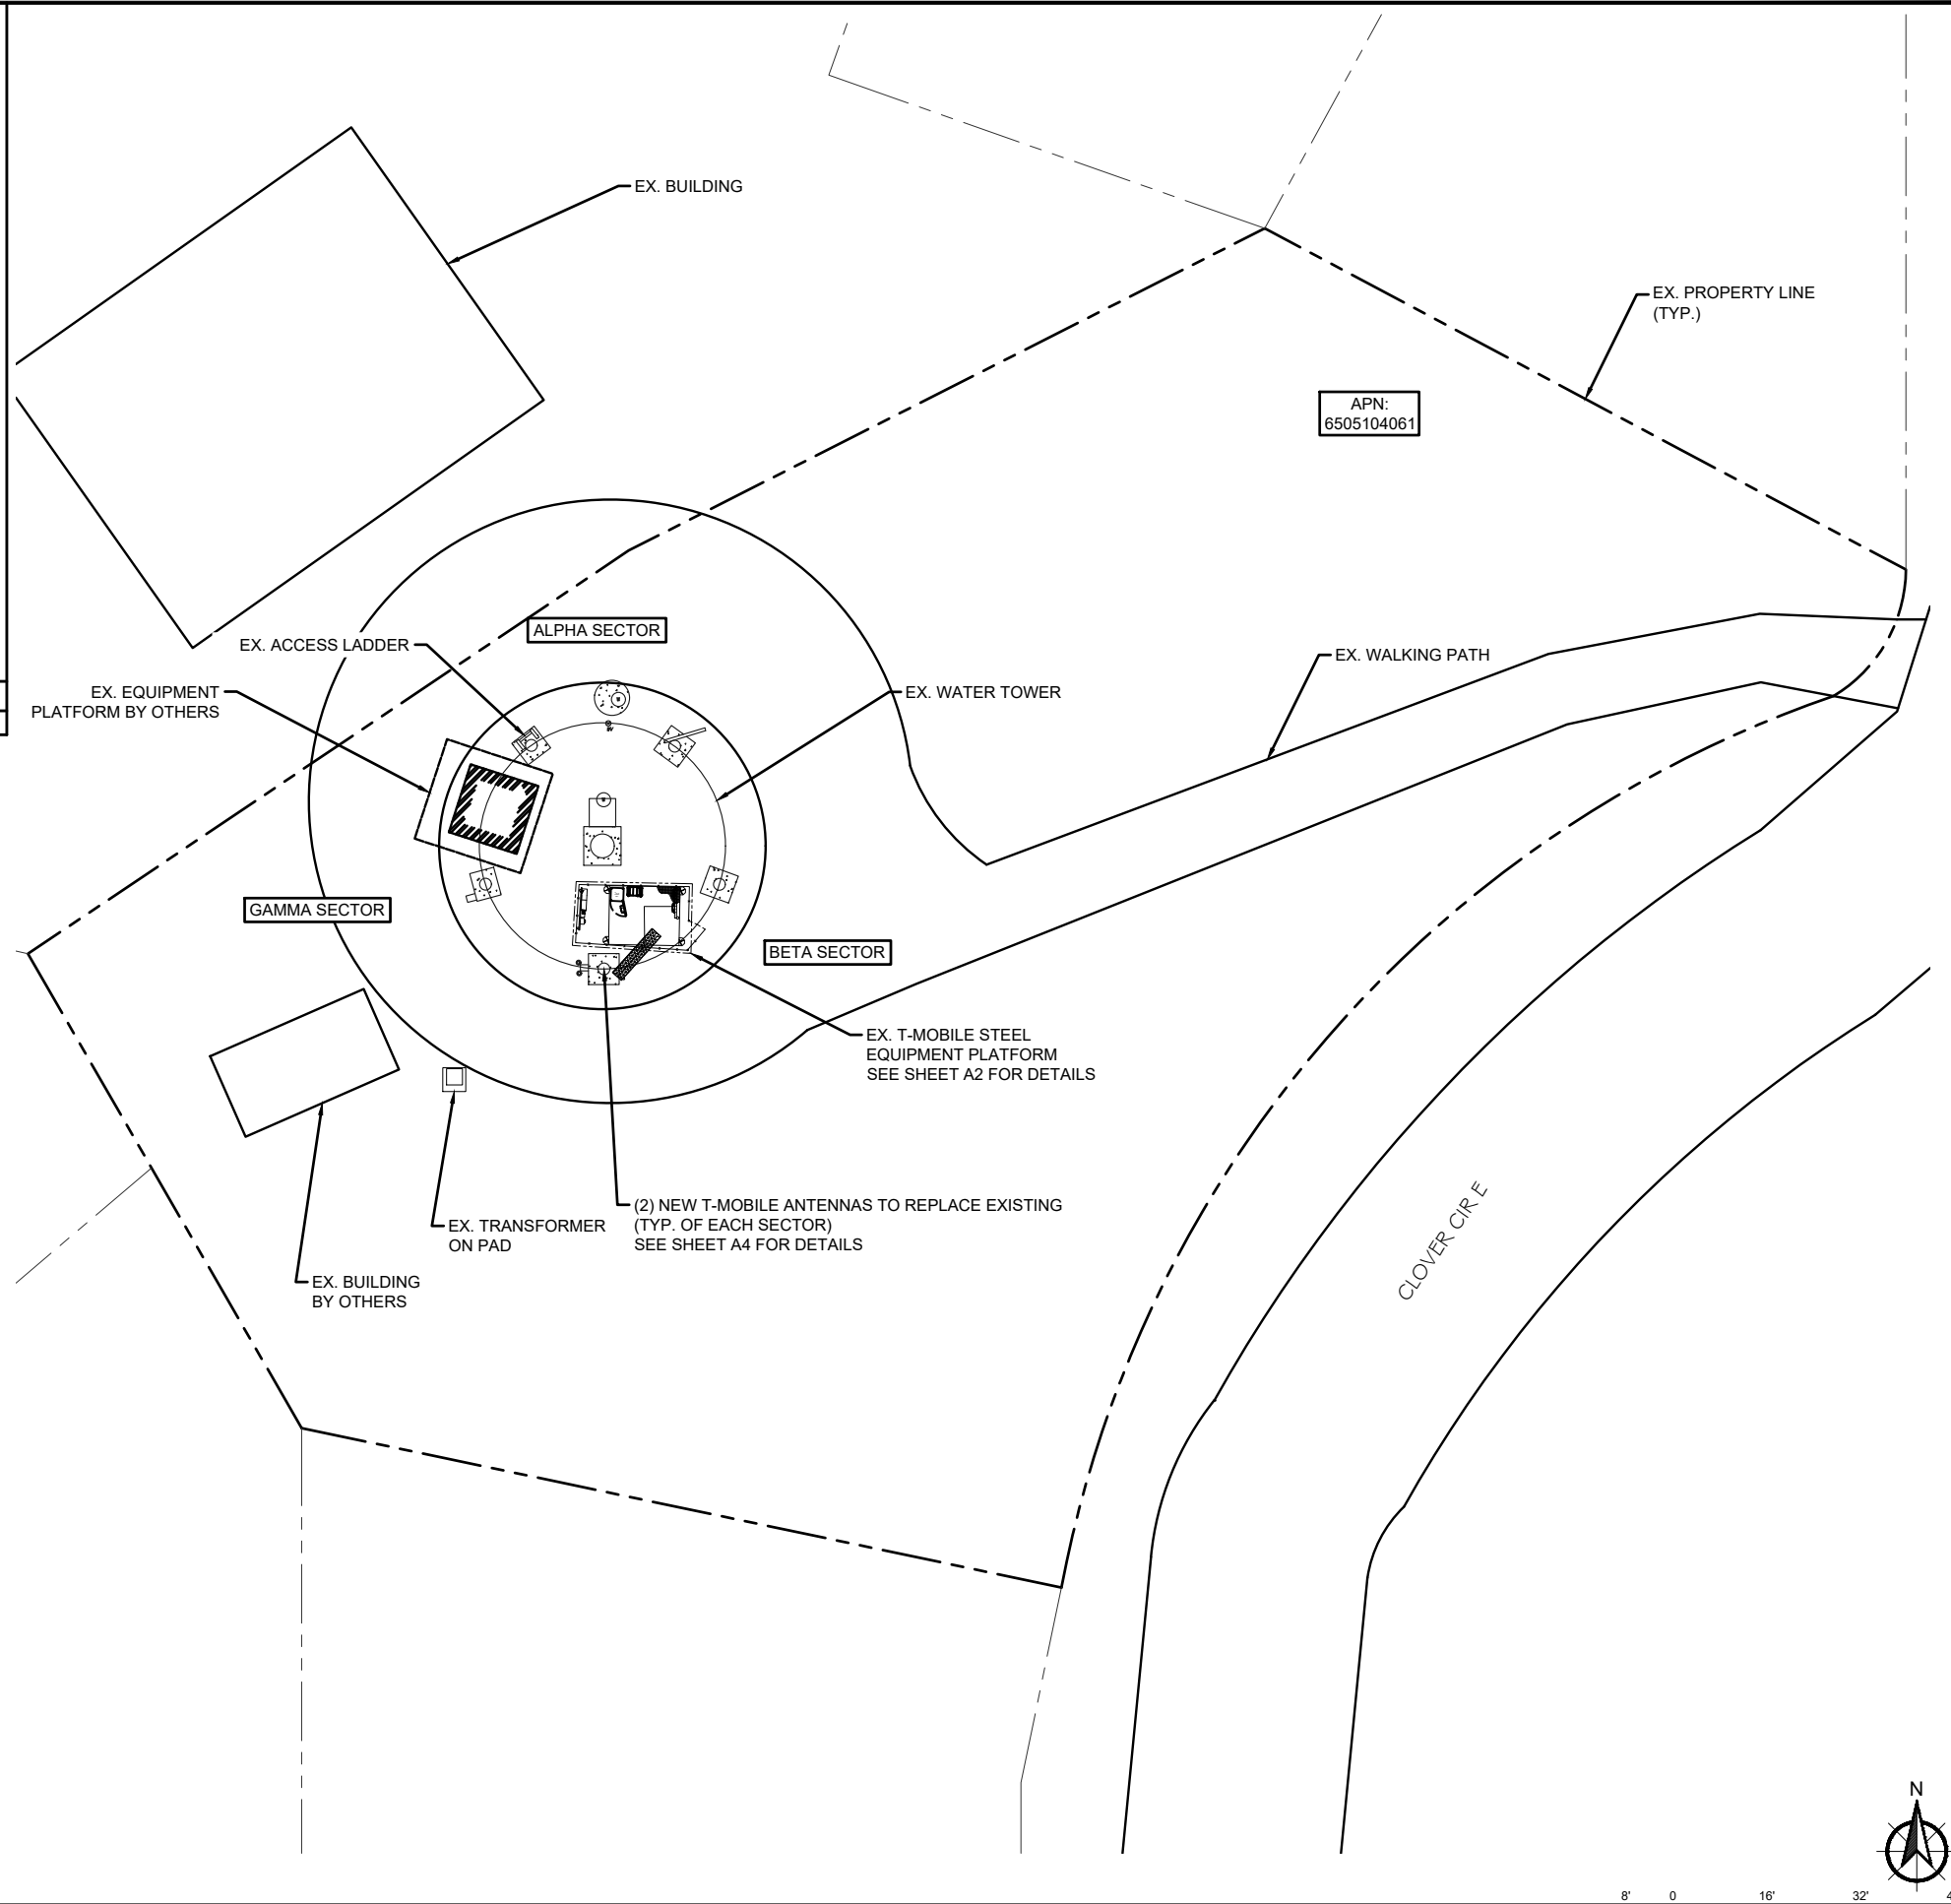 EX. BUILDING
EX. PROPERTY LINE
(TYP.)
APN:
6505104061
ALPHA SECTOR
EX. ACCESS LADDER
EX. WALKING PATH
EX. EQUIPMENT
PLATFORM BY OTHERS
EX. WATER TOWER
GAMMA SECTOR
BETA SECTOR
EX. T-MOBILE STEEL
EQUIPMENT PLATFORM
SEE SHEET A2 FOR DETAILS
(2) NEW T-MOBILE ANTENNAS TO REPLACE EXISTING
(TYP. OF EACH SECTOR)
SEE SHEET A4 FOR DETAILS
EX. TRANSFORMER
ON PAD
EX. BUILDING
BY OTHERS
CLOVER CIR E
N
8' 0 16' 32'